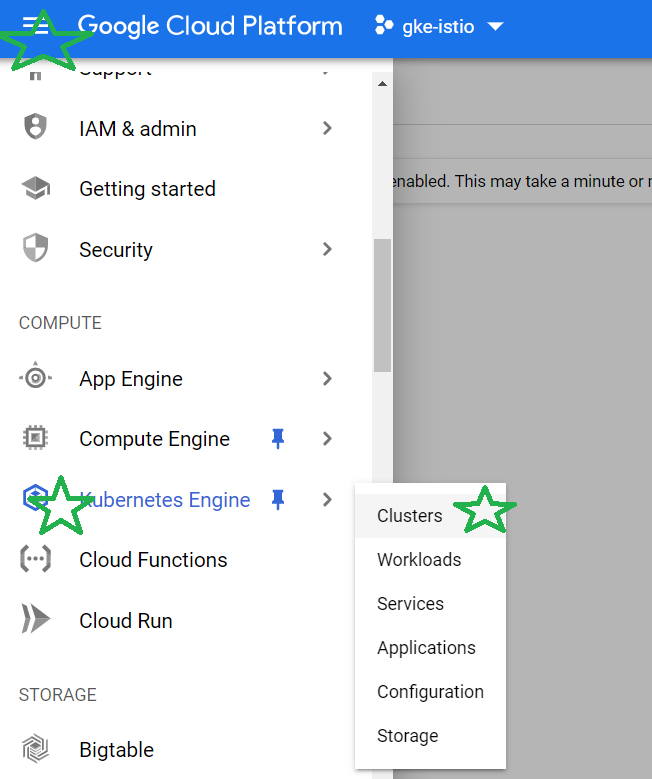 Google Cloud Platform gke-istio
Support
IAM & admin
Getting started
enabled. This may take a minute or
Security
COMPUTE
App Engine
Compute Engine
Kubernetes Engine
Clusters
Workloads
Services
Applications
Configuration
Storage
Cloud Functions
Cloud Run
STORAGE
Bigtable